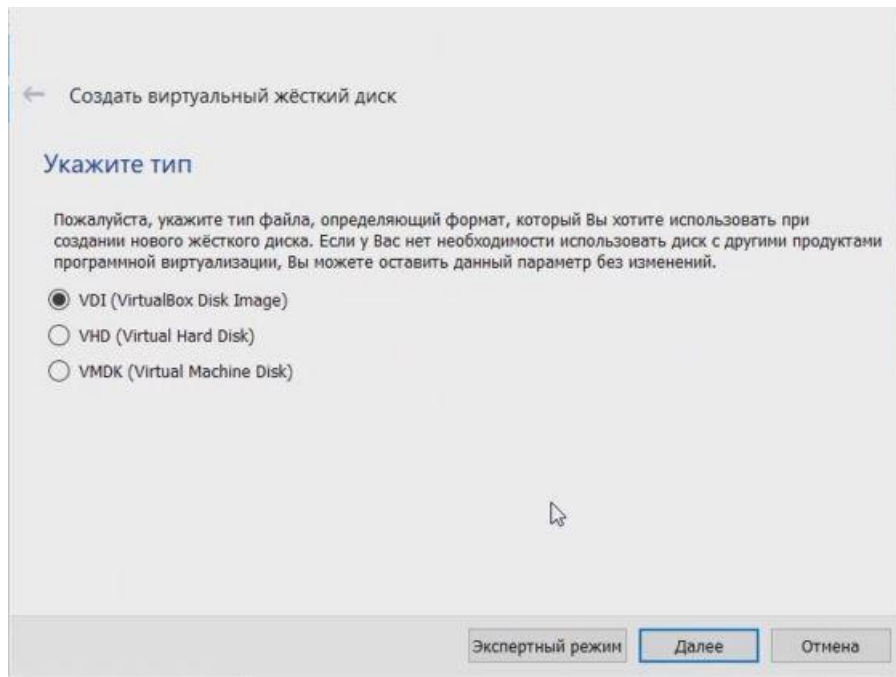 Создать виртуальный жёсткий диск
Укажите тип
Пожалуйста, укажите тип файла, определяющий формат, который Вы хотите использовать при
создании нового жёсткого диска. Если у Вас нет необходимости использовать диск с другими продуктами
программной виртуализации, Вы можете оставить данный параметр без изменений.
VDI (VirtualBox Disk Image)
VHD (Virtual Hard Disk)
VMDK (Virtual Machine Disk)
Экспертный режим Далее Отмена